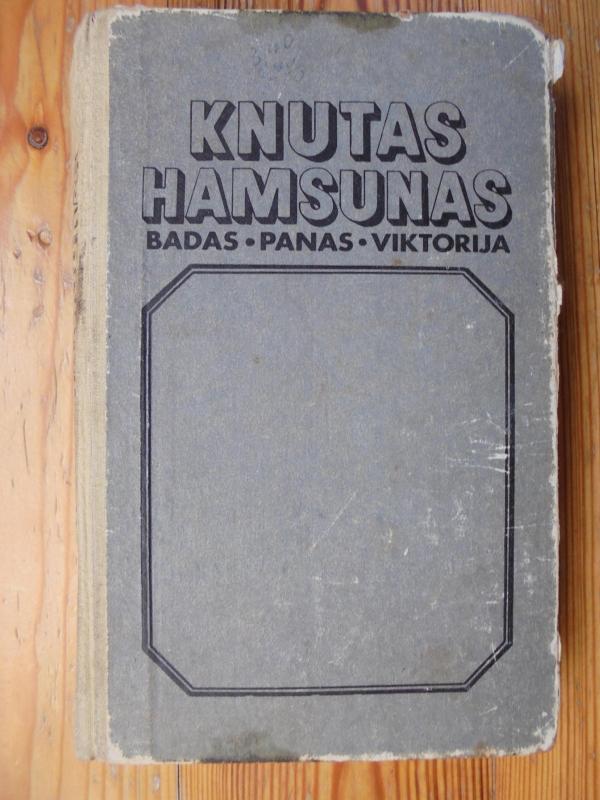 KNUTAS
HAMSUNAS
BADAS • PANAS • VIKTORIJA